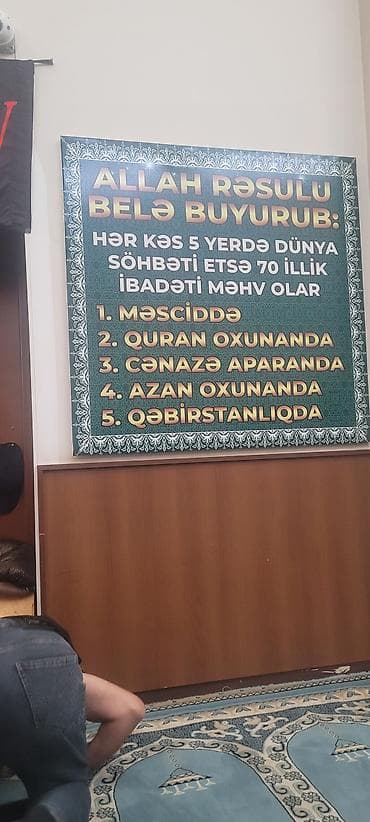 ALLAH RƏSULU
BELƏ BUYURUB:
HƏR KƏS 5 YERDƏ DÜNYA
SÖHBƏTİ ETSƏ 70 İLLİK
İBADƏTİ MƏHV OLAR
1. MƏSCİDDƏ
2. QURAN OXUNANDA
3. CƏNAZƏ APARANDA
4. AZAN OXUNANDA
5. QƏBİRSTANLIQDA